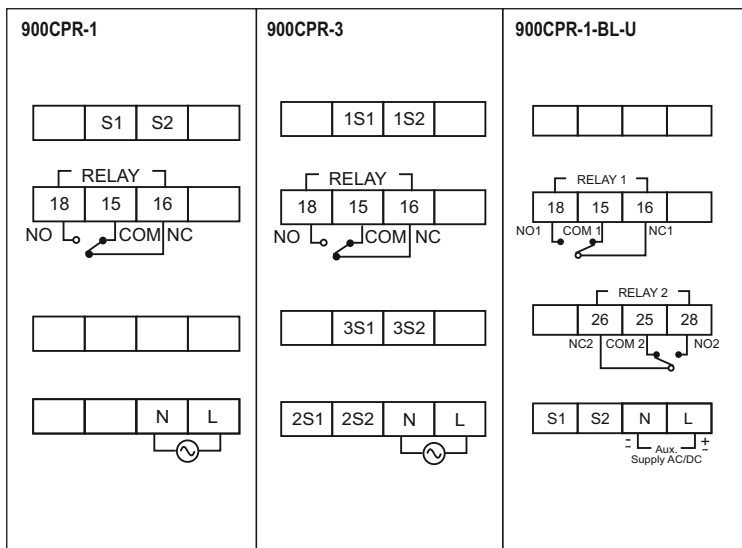 900CPR-1
S1 S2
RELAY
18 15 16
NO COM NC
N L
900CPR-3
1S1 1S2
RELAY
18 15 16
NO COM NC
3S1 3S2
2S1 2S2 N L
900CPR-1-BL-U
RELAY 1
18 15 16
NO1 COM 1 NC1
RELAY 2
26 25 28
NC2 COM 2 NO2
S1 S2 N L
- + 
~ Aux. ~
Supply AC/DC